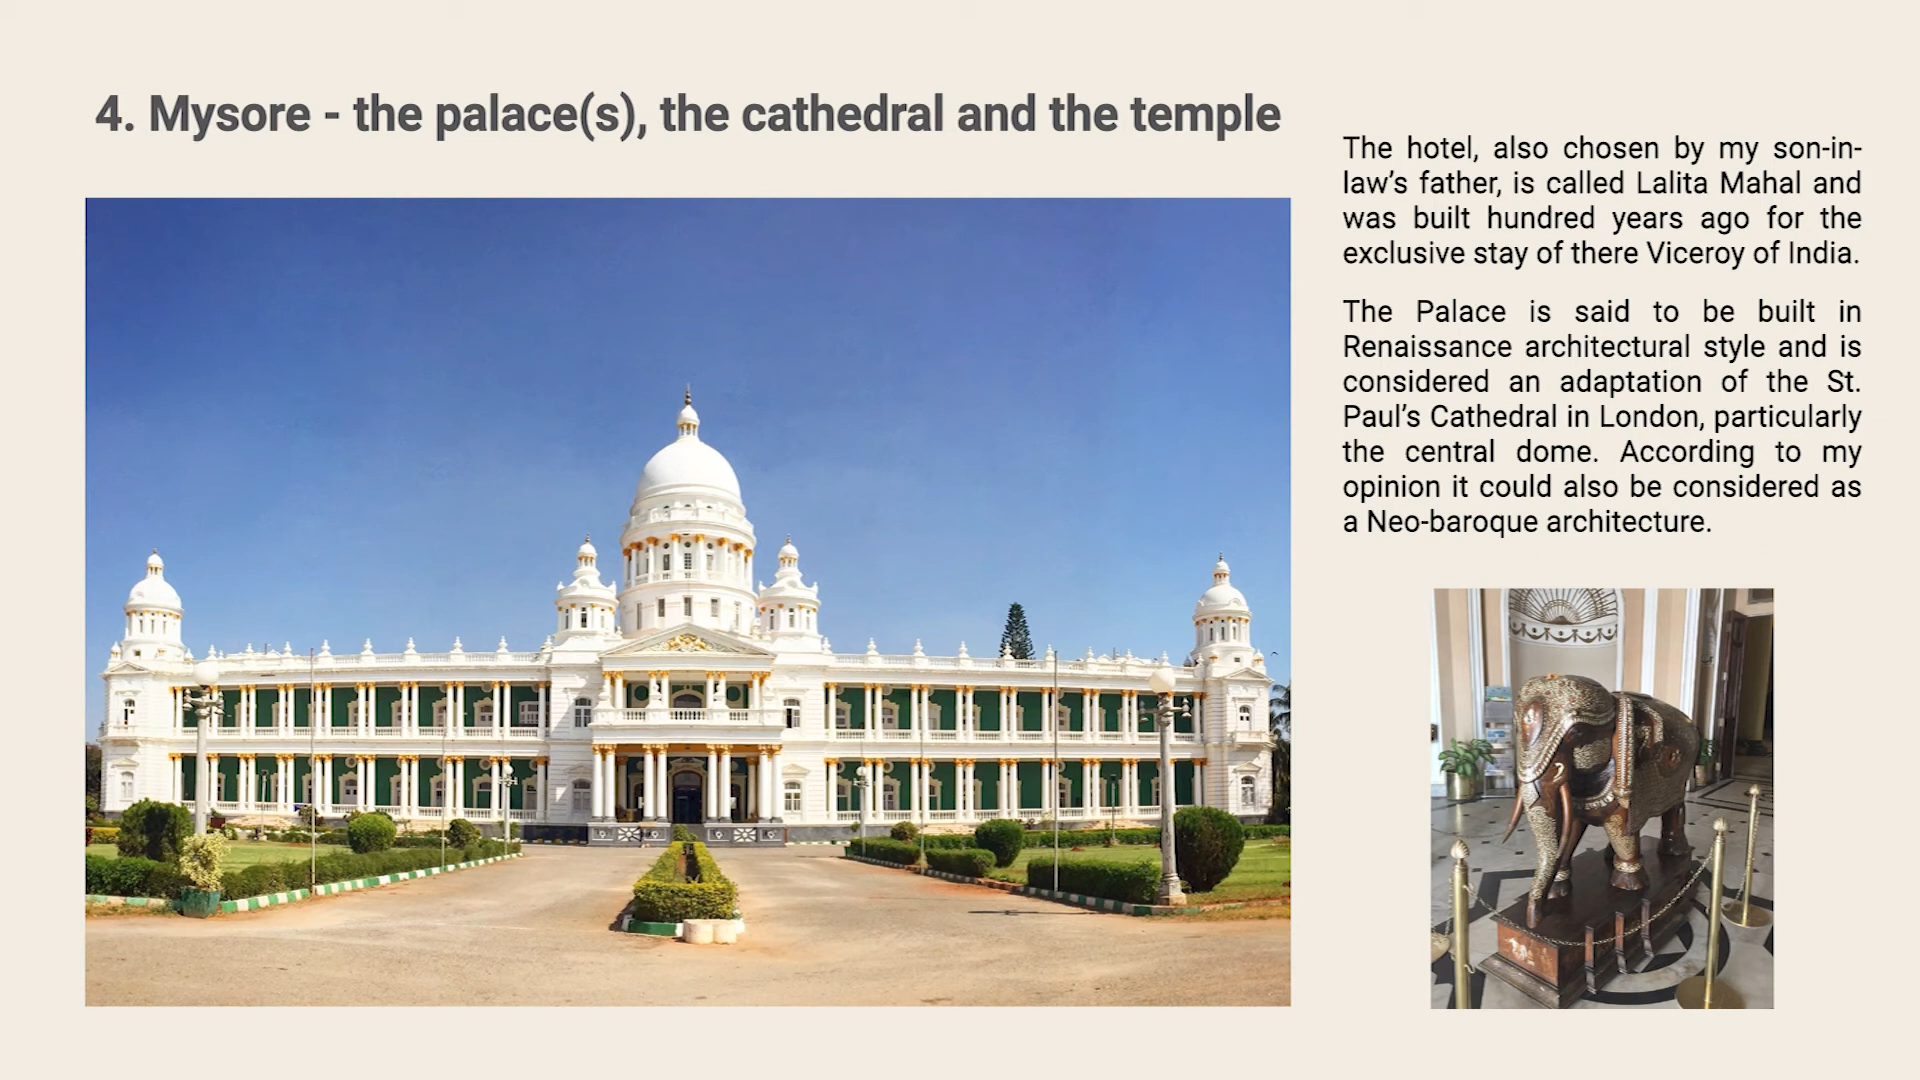 4. Mysore - the palace(s), the cathedral and the temple
The hotel, also chosen by my son-in-
law's father, is called Lalita Mahal and
was built hundred years ago for the
exclusive stay of there Viceroy of India.
The Palace is said to be built in
Renaissance architectural style and is
considered an adaptation of the St.
Paul's Cathedral in London, particularly
the central dome. According to my
opinion it could also be considered as
a Neo-baroque architecture.